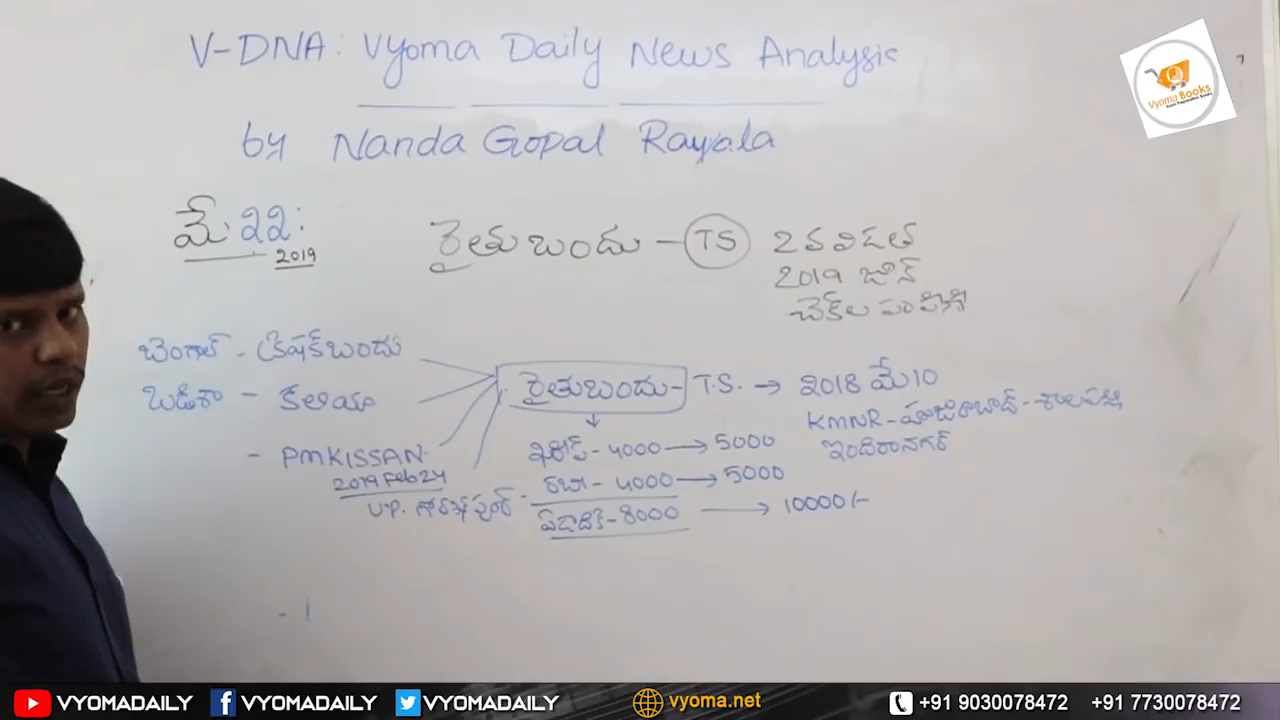 V-DNA: Vyoma Daily News Analysis
by Nanda Gopal Rayala
Vyoma Books
మే 22:
2019
రైతు బందు - TS
2వ విడత
2019 జూన్
చెక్‌ల పంపిణీ
బెంగాల్ - క్రిషక్ బందు
ఒడిశా - కలియా
- PMKISSAN
2019 Feb 24
U.P. గోరఖ్‌పూర్
రైతుబందు - T.S. → 2018 మే 10
KMNR - హుజూరాబాద్ - శాలపల్లి
ఇందిరానగర్
ఖరీఫ్ - 4000 → 5000
రబీ - 4000 → 5000
ఏడాదికి - 8000 → 10000/-
VYOMADAILY VYOMADAILY VYOMADAILY vyoma.net +91 9030078472 +91 7730078472